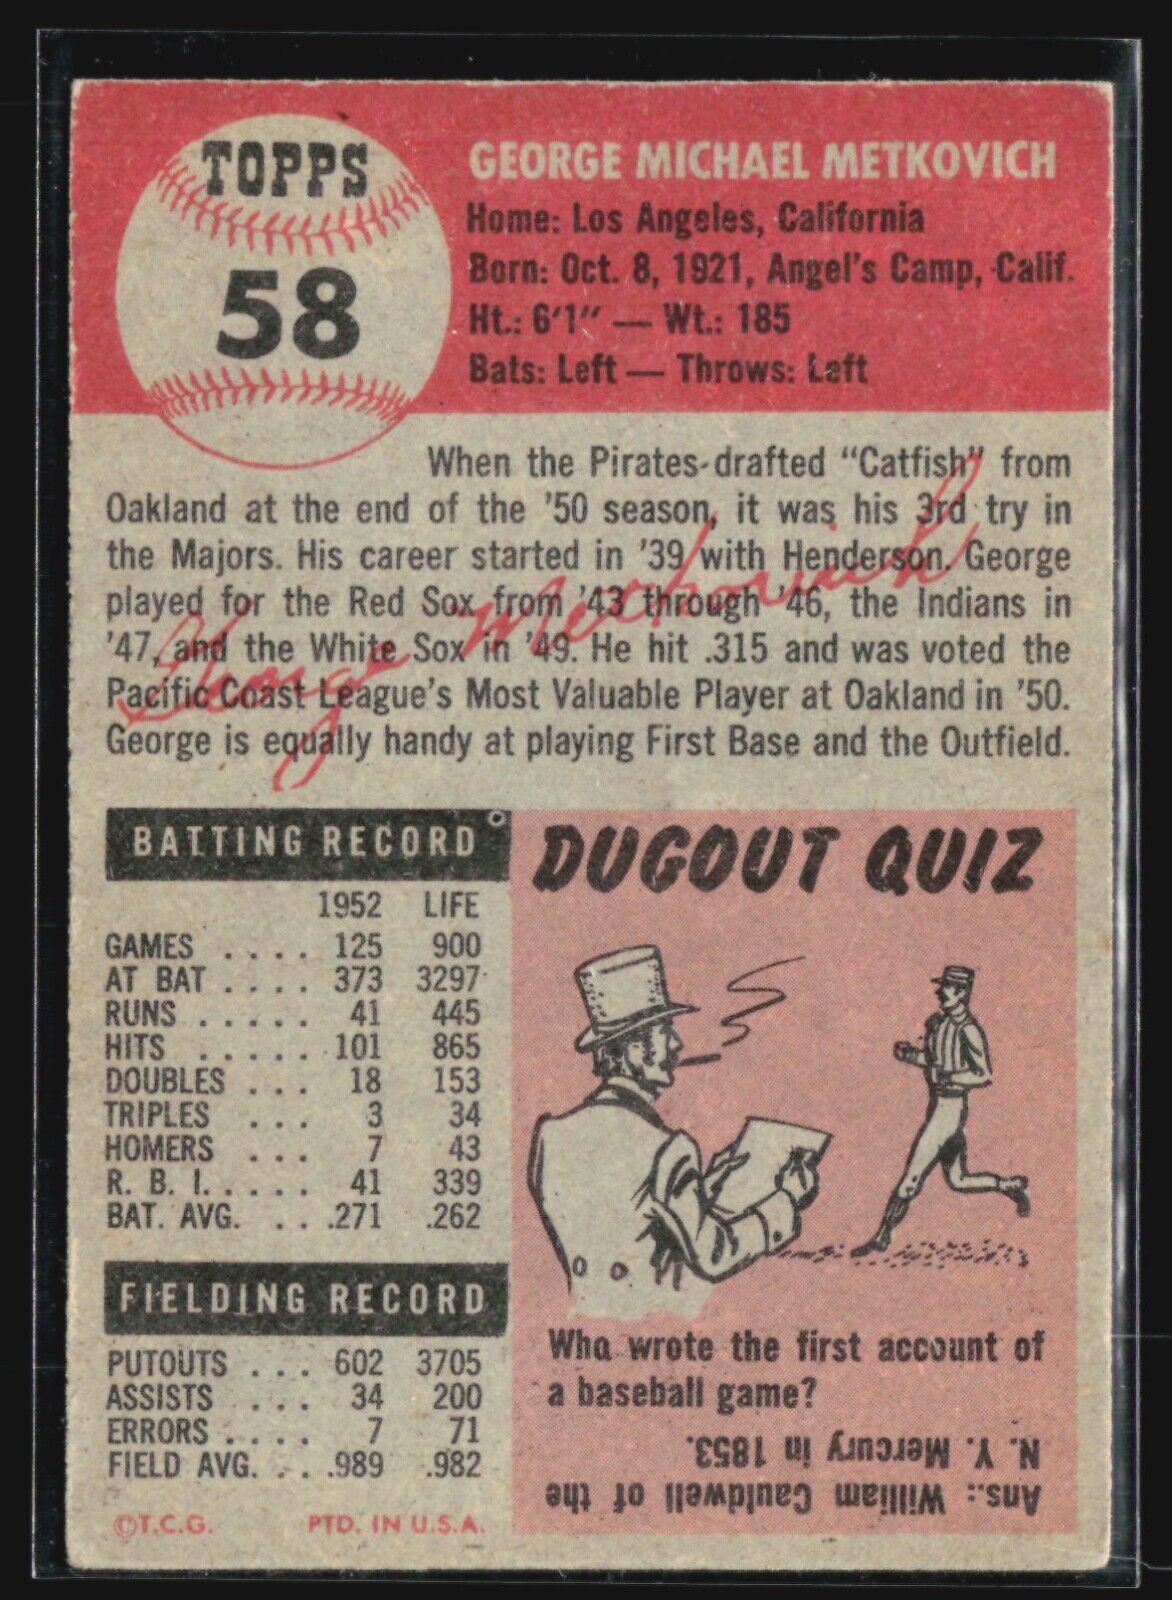 TOPPS
58
GEORGE MICHAEL METKOVICH
Home: Los Angeles, California
Born: Oct. 8, 1921, Angel's Camp, Calif.
Ht.: 6'1" — Wt.: 185
Bats: Left — Throws: Left
When the Pirates drafted "Catfish" from
Oakland at the end of the '50 season, it was his 3rd try in
the Majors. His career started in '39 with Henderson. George
played for the Red Sox from '43 through '46, the Indians in
'47, and the White Sox in '49. He hit .315 and was voted the
Pacific Coast League's Most Valuable Player at Oakland in '50.
George is equally handy at playing First Base and the Outfield.
George Metkovich
BATTING RECORD
1952 LIFE
GAMES . . . . 125 900
AT BAT . . . . 373 3297
RUNS . . . . . 41 445
HITS . . . . . 101 865
DOUBLES . . . 18 153
TRIPLES . . . 3 34
HOMERS . . . 7 43
R. B. I. . . . . 41 339
BAT. AVG. . . .271 .262
FIELDING RECORD
PUTOUTS . . . 602 3705
ASSISTS . . . 34 200
ERRORS . . . . 7 71
FIELD AVG. . . .989 .982
©T.C.G. PTD. IN U.S.A.
DUGOUT QUIZ
Who wrote the first account of
a baseball game?
Ans.: William Cauldwell of the
N. Y. Mercury in 1853.